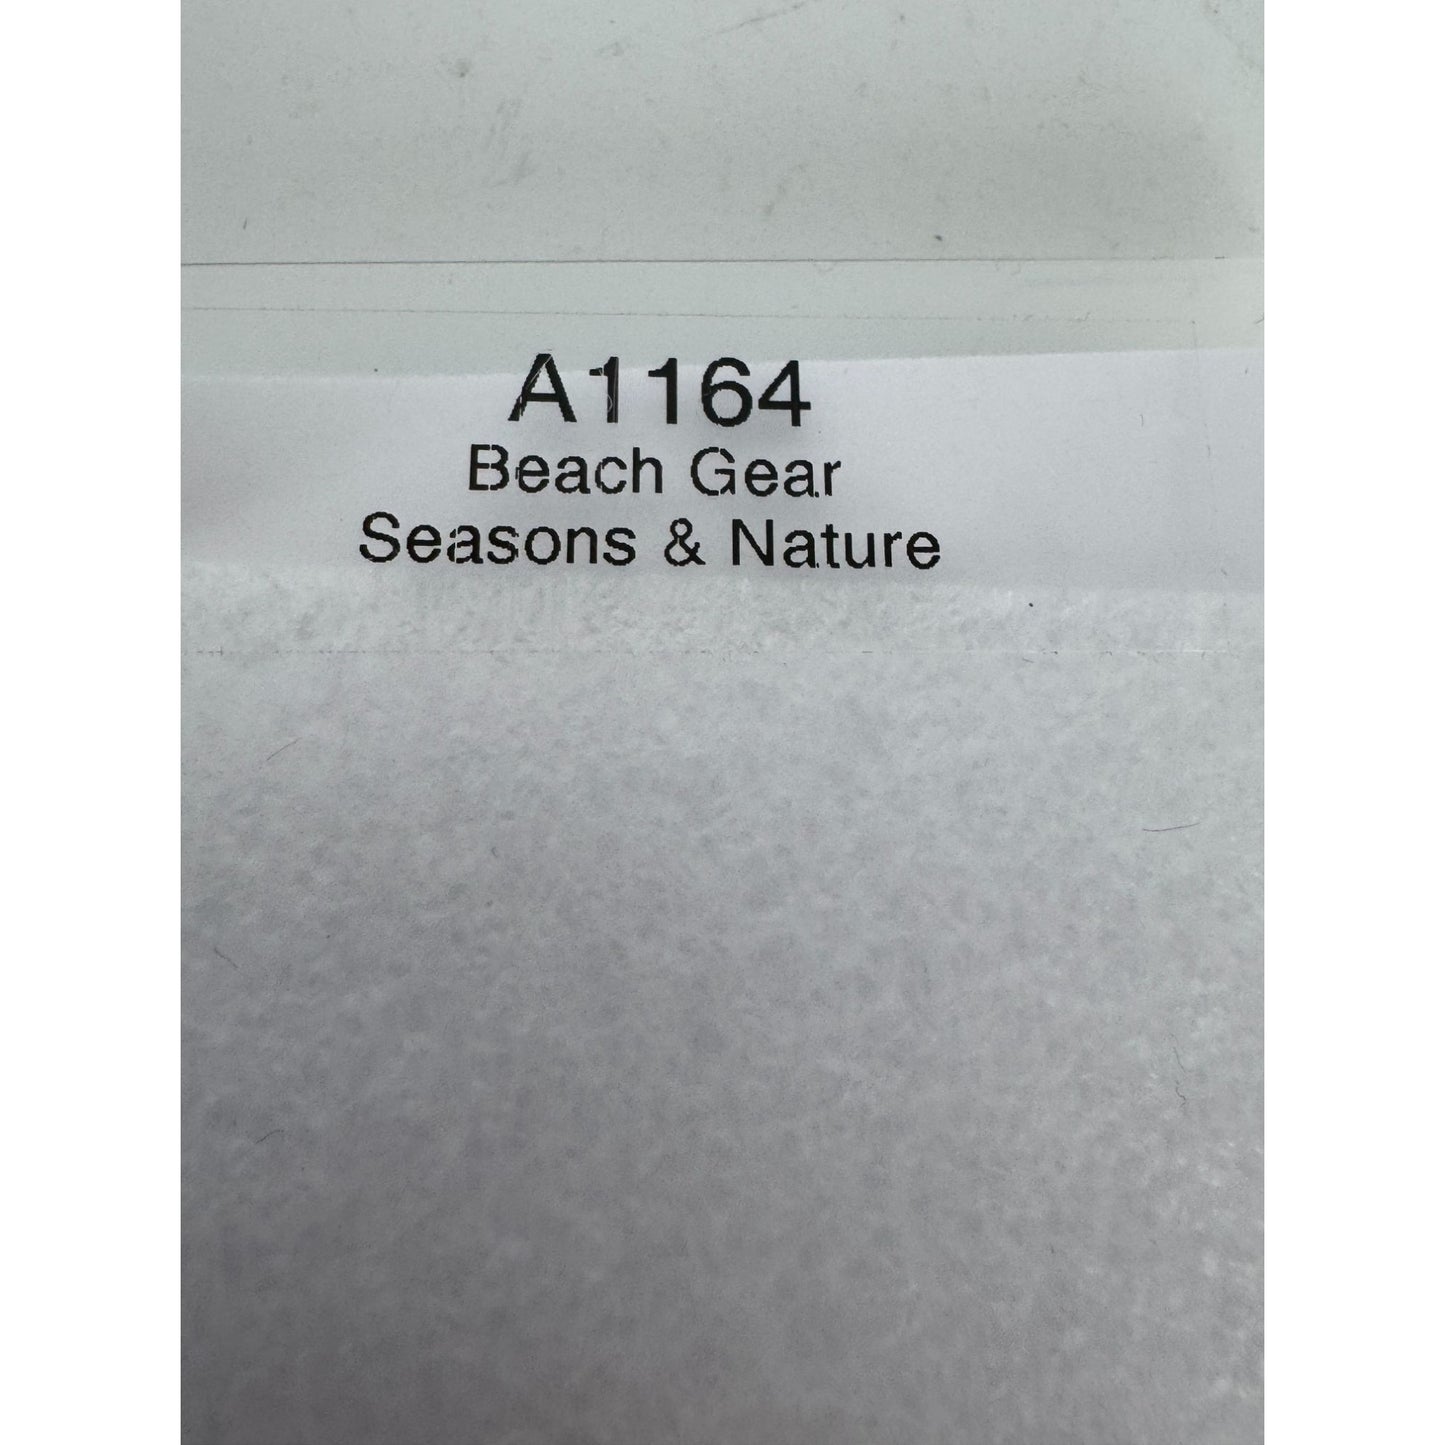 A1164
Beach Gear
Seasons & Nature